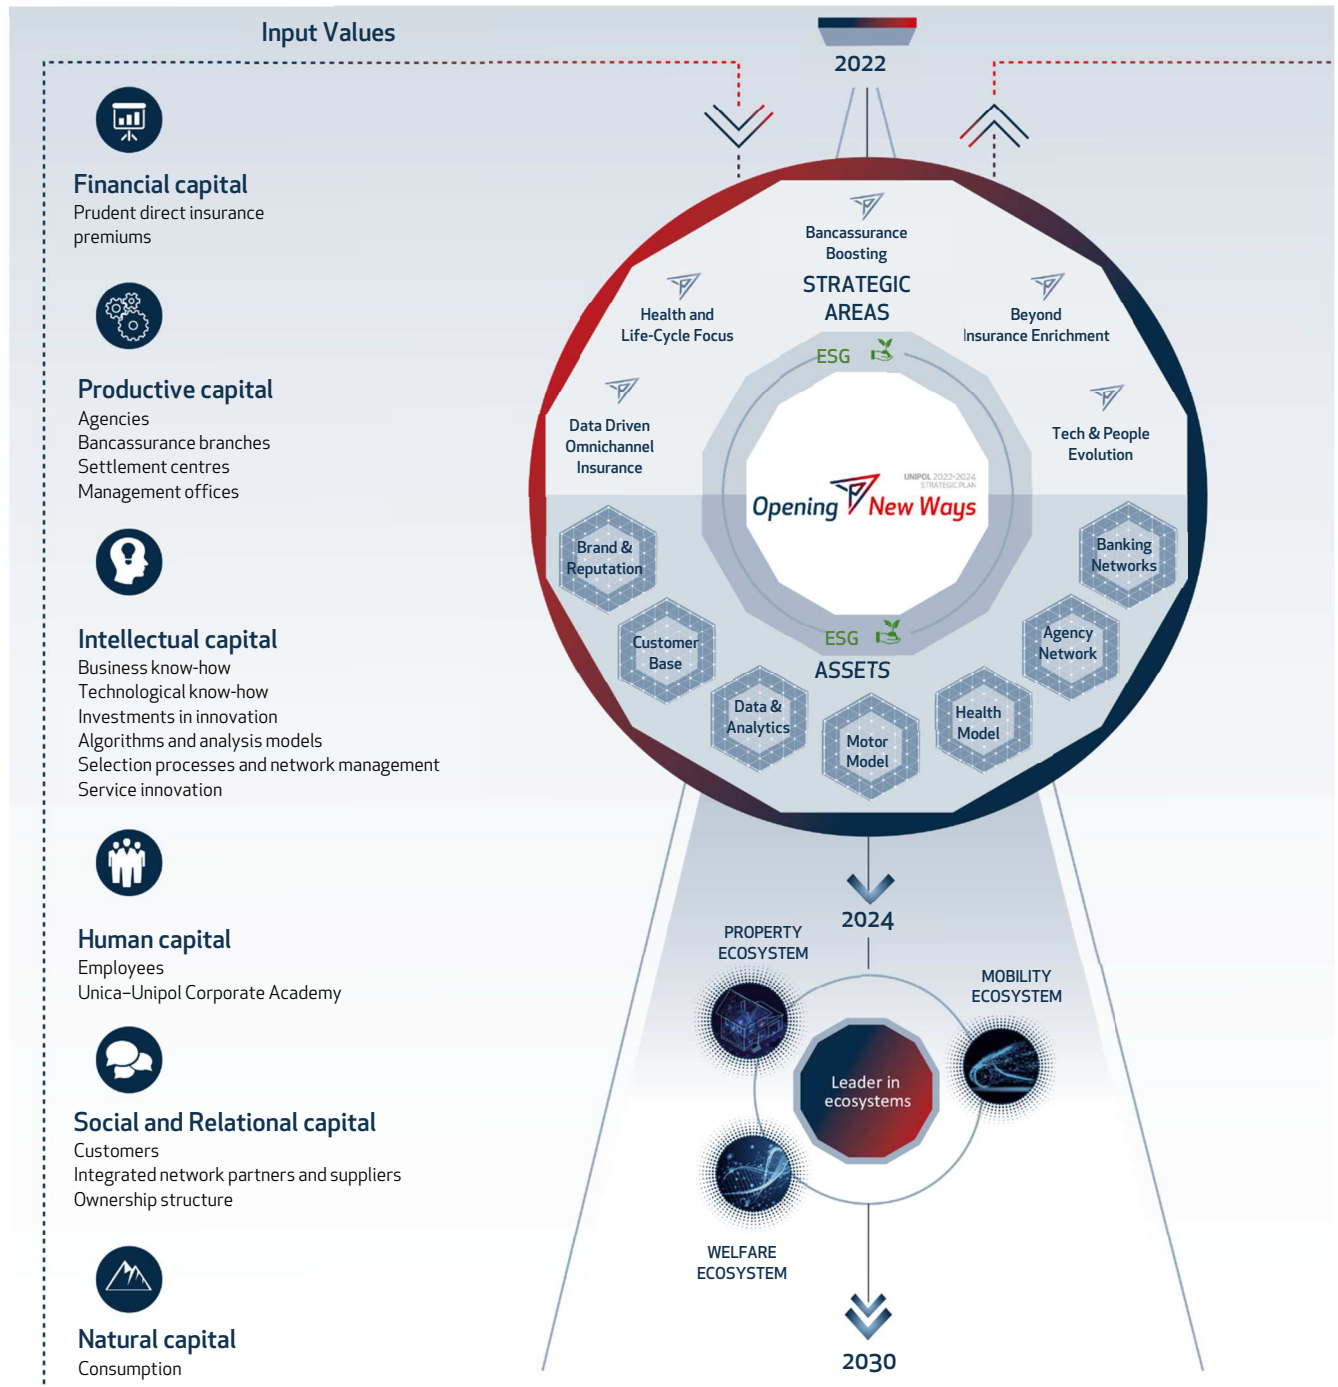 Input Values
Financial capital
Prudent direct insurance
premiums
Productive capital
Agencies
Bancassurance branches
Settlement centres
Management offices
Intellectual capital
Business know-how
Technological know-how
Investments in innovation
Algorithms and analysis models
Selection processes and network management
Service innovation
Human capital
Employees
Unica–Unipol Corporate Academy
Social and Relational capital
Customers
Integrated network partners and suppliers
Ownership structure
Natural capital
Consumption
2022
Bancassurance
Boosting
STRATEGIC
AREAS
Health and
Life-Cycle Focus
Beyond
Insurance Enrichment
Data Driven
Omnichannel
Insurance
Tech & People
Evolution
ESG
UNIPOL 2022-2024
STRATEGIC PLAN
Opening New Ways
Brand &
Reputation
Customer
Base
Data &
Analytics
Motor
Model
Health
Model
Agency
Network
Banking
Networks
ESG
ASSETS
2024
PROPERTY
ECOSYSTEM
MOBILITY
ECOSYSTEM
Leader in
ecosystems
WELFARE
ECOSYSTEM
2030